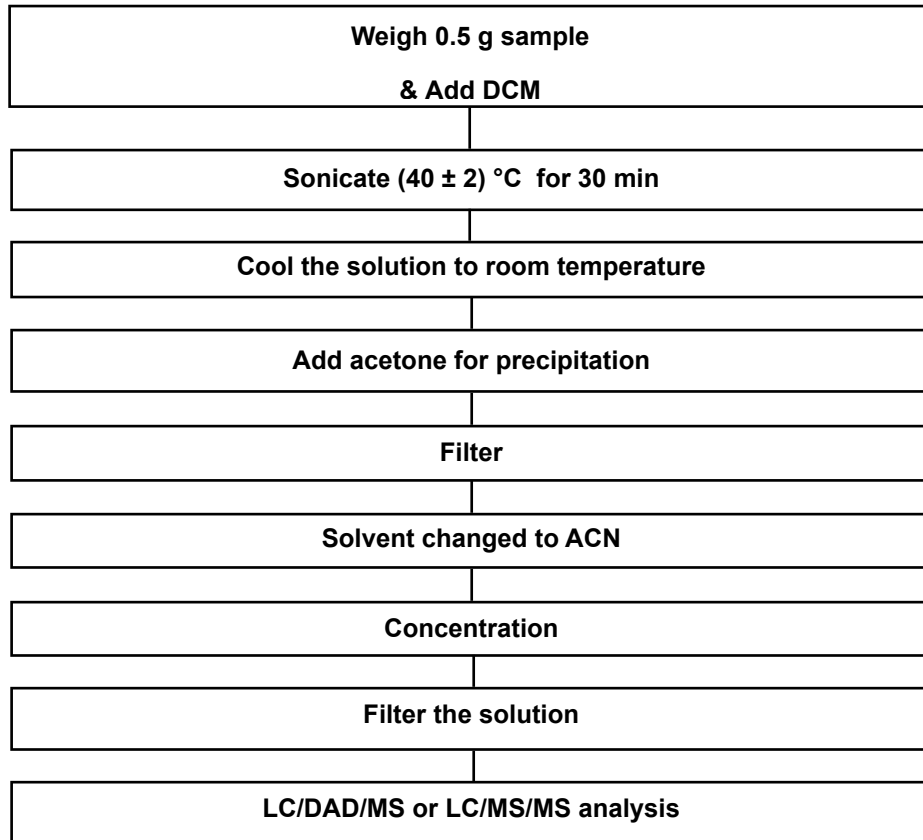 Weigh 0.5 g sample
& Add DCM
Sonicate (40 ± 2) °C for 30 min
Cool the solution to room temperature
Add acetone for precipitation
Filter
Solvent changed to ACN
Concentration
Filter the solution
LC/DAD/MS or LC/MS/MS analysis